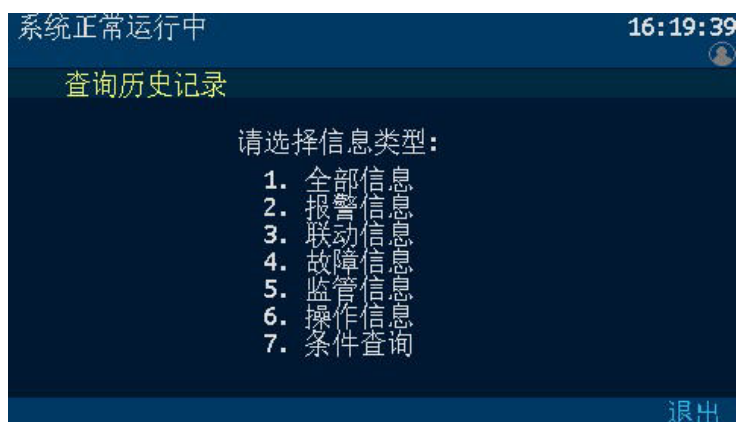 系统正常运行中 16:19:39
查询历史记录
请选择信息类型:
1. 全部信息
2. 报警信息
3. 联动信息
4. 故障信息
5. 监管信息
6. 操作信息
7. 条件查询
退出